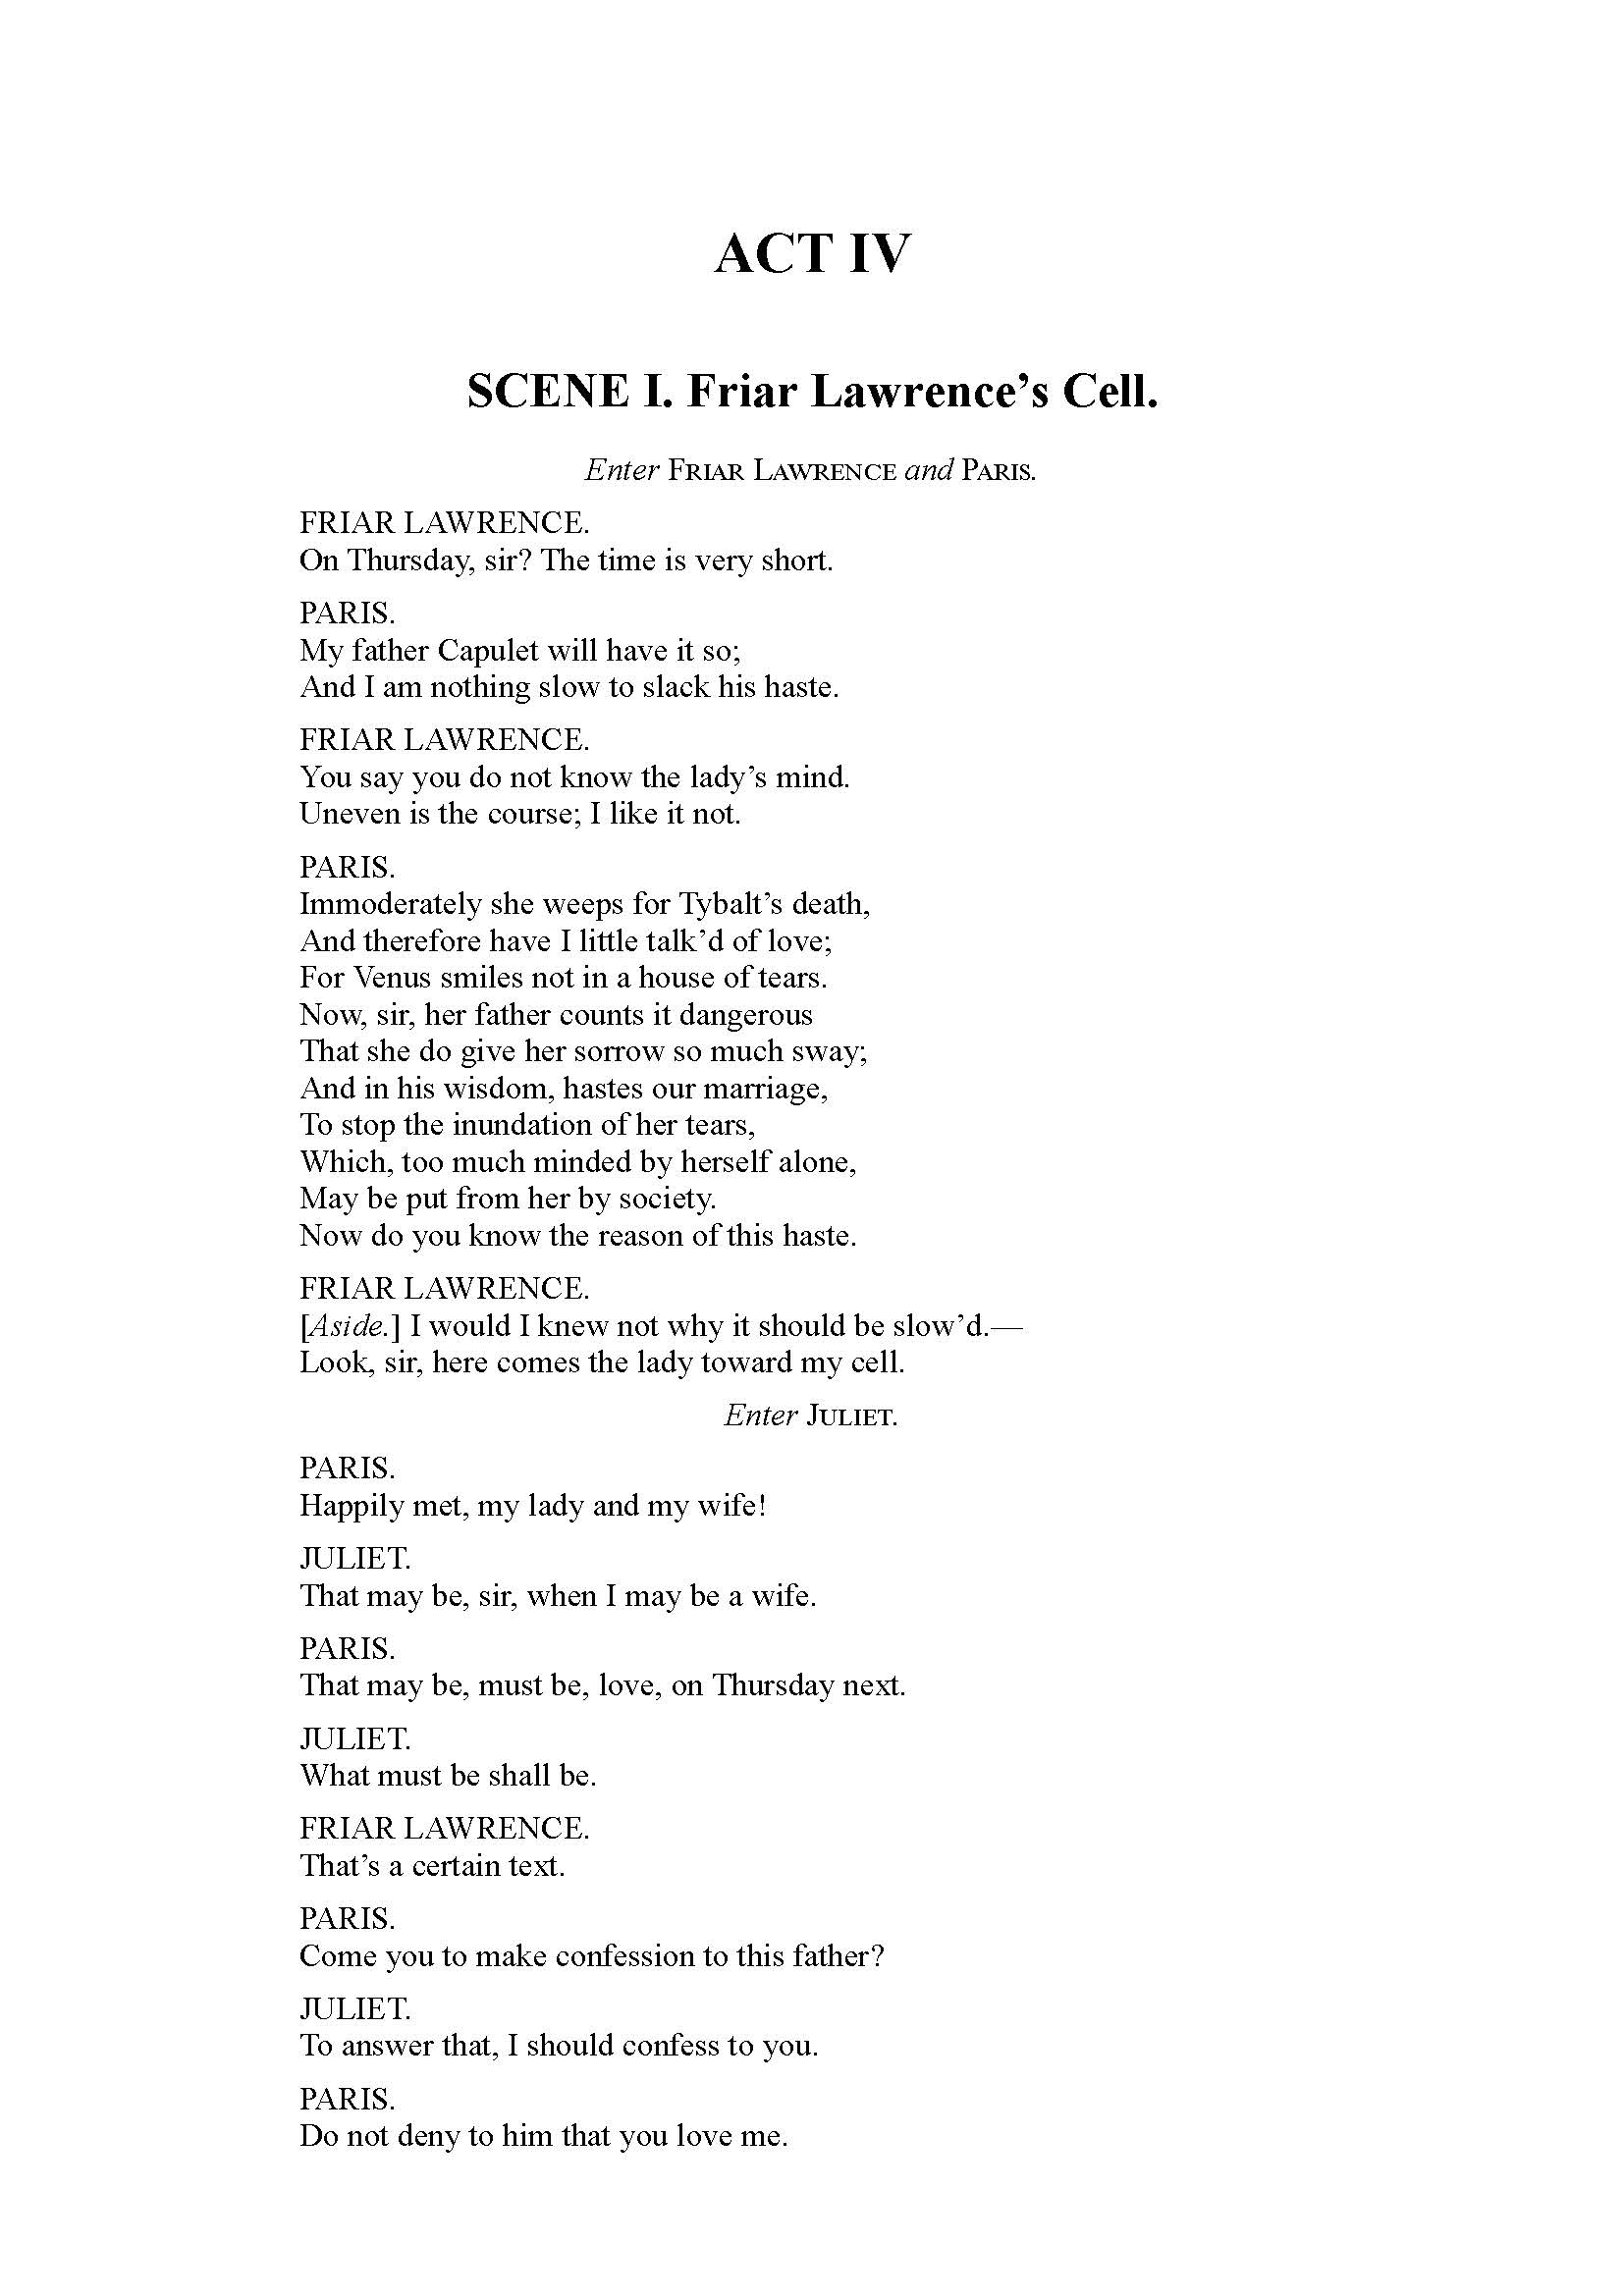 ACT IV
SCENE I. Friar Lawrence’s Cell.
Enter Friar Lawrence and Paris.
FRIAR LAWRENCE.
On Thursday, sir? The time is very short.
PARIS.
My father Capulet will have it so;
And I am nothing slow to slack his haste.
FRIAR LAWRENCE.
You say you do not know the lady’s mind.
Uneven is the course; I like it not.
PARIS.
Immoderately she weeps for Tybalt’s death,
And therefore have I little talk’d of love;
For Venus smiles not in a house of tears.
Now, sir, her father counts it dangerous
That she do give her sorrow so much sway;
And in his wisdom, hastes our marriage,
To stop the inundation of her tears,
Which, too much minded by herself alone,
May be put from her by society.
Now do you know the reason of this haste.
FRIAR LAWRENCE.
[Aside.] I would I knew not why it should be slow’d.—
Look, sir, here comes the lady toward my cell.
Enter Juliet.
PARIS.
Happily met, my lady and my wife!
JULIET.
That may be, sir, when I may be a wife.
PARIS.
That may be, must be, love, on Thursday next.
JULIET.
What must be shall be.
FRIAR LAWRENCE.
That’s a certain text.
PARIS.
Come you to make confession to this father?
JULIET.
To answer that, I should confess to you.
PARIS.
Do not deny to him that you love me.